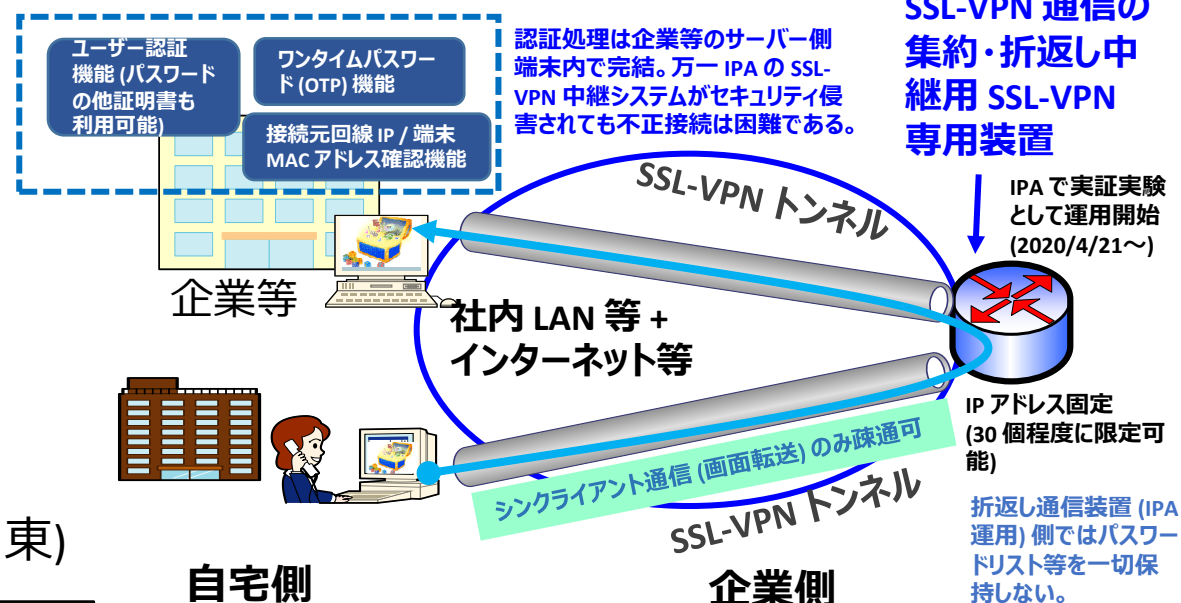 ユーザー認証
機能 (パスワード
の他証明書も
利用可能)
ワンタイムパスワー
ド (OTP) 機能
接続元回線 IP / 端末
MAC アドレス確認機能
認証処理は企業等のサーバー側
端末内で完結。万一 IPA の SSL-
VPN 中継システムがセキュリティ侵
害されても不正接続は困難である。
SSL-VPN 通信の
集約・折返し中
継用 SSL-VPN
専用装置
IPA で実証実験
として運用開始
(2020/4/21～)
SSL-VPN トンネル
企業等
社内 LAN 等 +
インターネット等
IP アドレス固定
(30 個程度に限定可
能)
シンクライアント通信 (画面転送) のみ疎通可
SSL-VPN トンネル
折返し通信装置 (IPA
運用) 側ではパスワー
ドリスト等を一切保
持しない。
東)
自宅側
企業側